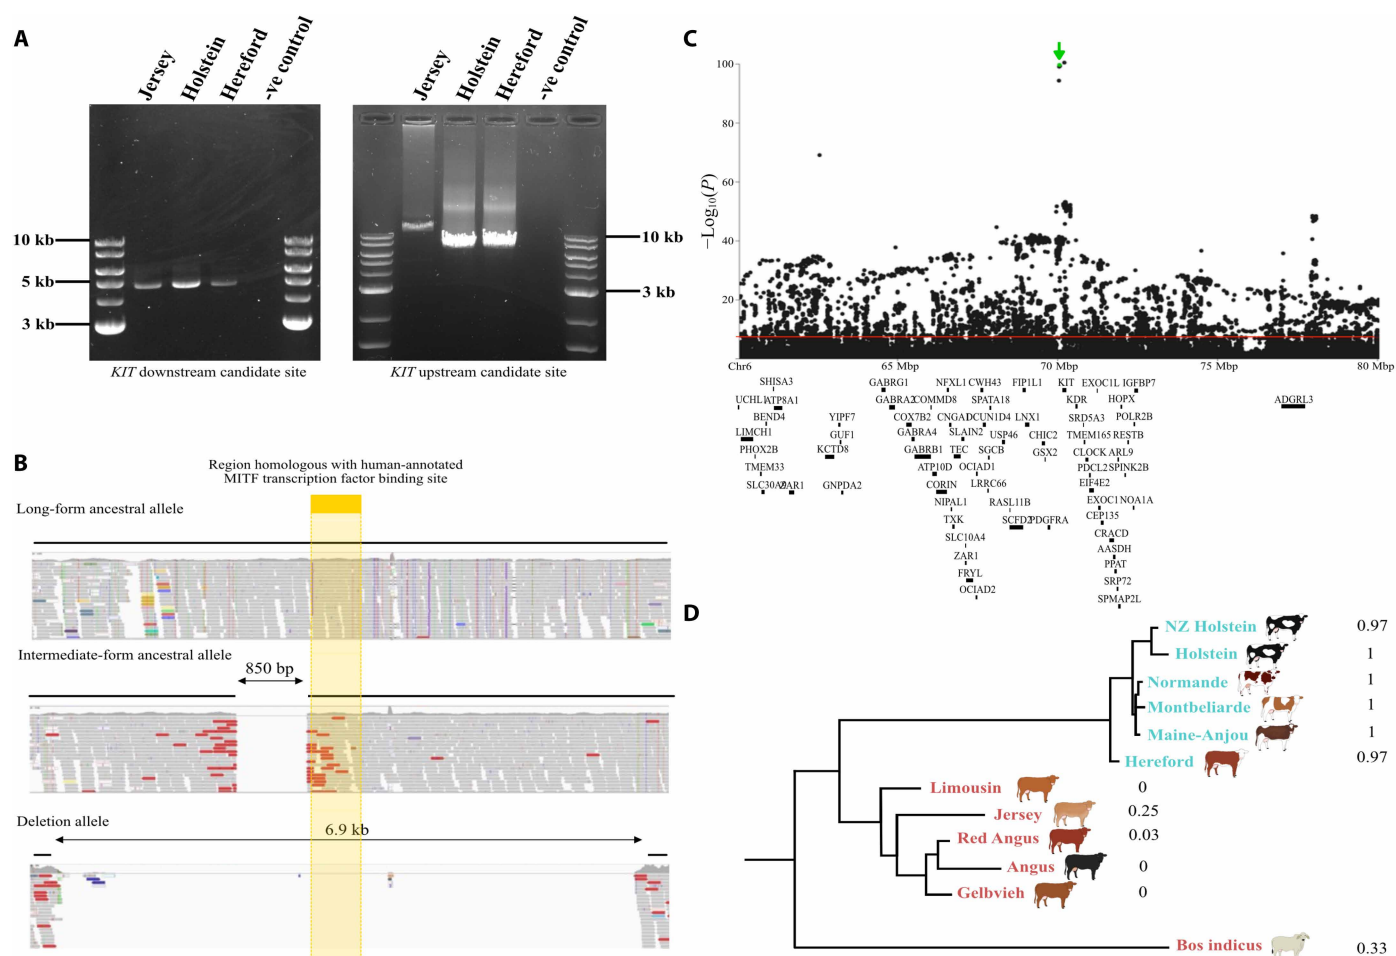 A
Jersey
Holstein
Hereford
-ve control
Jersey
Holstein
Hereford
-ve control
10 kb
5 kb
3 kb
10 kb
3 kb
KIT downstream candidate site
KIT upstream candidate site
B
Region homologous with human-annotated
MITF transcription factor binding site
Long-form ancestral allele
Intermediate-form ancestral allele
850 bp
Deletion allele
6.9 kb
C
−Log10(P)
100
80
60
40
20
Chr6 65 Mbp 70 Mbp 75 Mbp 80 Mbp
SHISA3 GABRG1 NFXL1 CWH43 FIP1L1 KIT EXOC1L IGFBP7
UCHL1 ATP8A1 GABRA2 COMMD8 SPATA18 KDR HOPX ADGRL3
BEND4 YIPF7 COX7B2 CNGA1 DCUN1D4 LNX1 SRD5A3 POLR2B
LIMCH1 GUF1 GABRA4 SLAIN2 USP46 CHIC2 TMEM165 RESTB
PHOX2B KCTD8 GABRB1 TEC SGCB GSX2 CLOCK ARL9
TMEM33 ATP10D OCIAD1 PDCL2 SPINK2B
GNPDA2 CORIN LRRC66 EIF4E2
NIPAL1 RASL11B EXOC1 NOA1A
TXK SCFD2 PDGFRA CEP135
SLC10A4 CRACD
ZAR1 AASDH
FRYL PPAT
OCIAD2 SRP72
SPMAP2L
D
NZ Holstein 0.97
Holstein 1
Normande 1
Montbeliarde 1
Maine-Anjou 1
Hereford 0.97
Limousin 0
Jersey 0.25
Red Angus 0.03
Angus 0
Gelbvieh 0
Bos indicus 0.33